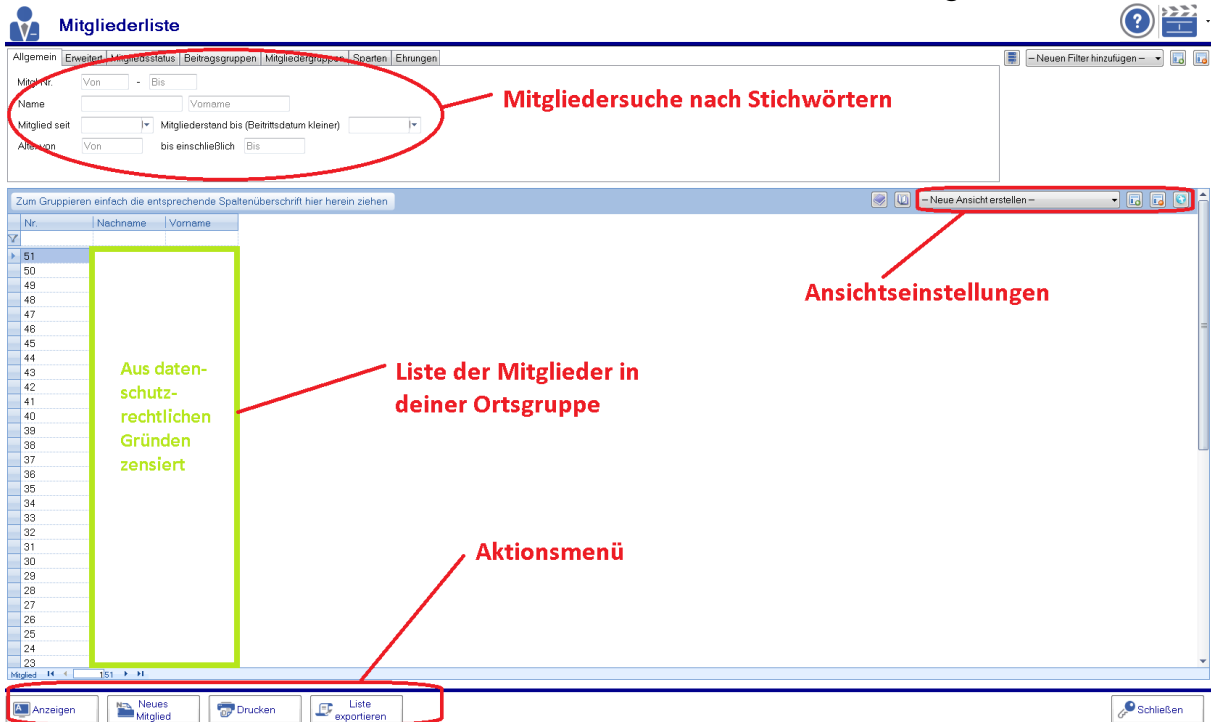 Mitgliederliste
Allgemein Erweitert Mitgliedsstatus Beitragsgruppen Mitgliedergruppen Sparten Ehrungen
– Neuen Filter hinzufügen –
Mitgl-Nr. Von - Bis
Name Vorname
Mitglied seit Mitgliederstand bis (Beitrittsdatum kleiner)
Alter von Von bis einschließlich Bis
Mitgliedersuche nach Stichwörtern
Zum Gruppieren einfach die entsprechende Spaltenüberschrift hier herein ziehen
– Neue Ansicht erstellen –
Nr. Nachname Vorname
51
50
49
48
47
46
45
44
43
42
41
40
39
38
37
36
35
34
33
32
31
30
29
28
27
26
25
24
23
Ansichtseinstellungen
Aus daten-
schutz-
rechtlichen
Gründen
zensiert
Liste der Mitglieder in
deiner Ortsgruppe
Aktionsmenü
Mitglied 1/51
Anzeigen
Neues
Mitglied
Drucken
Liste
exportieren
Schließen